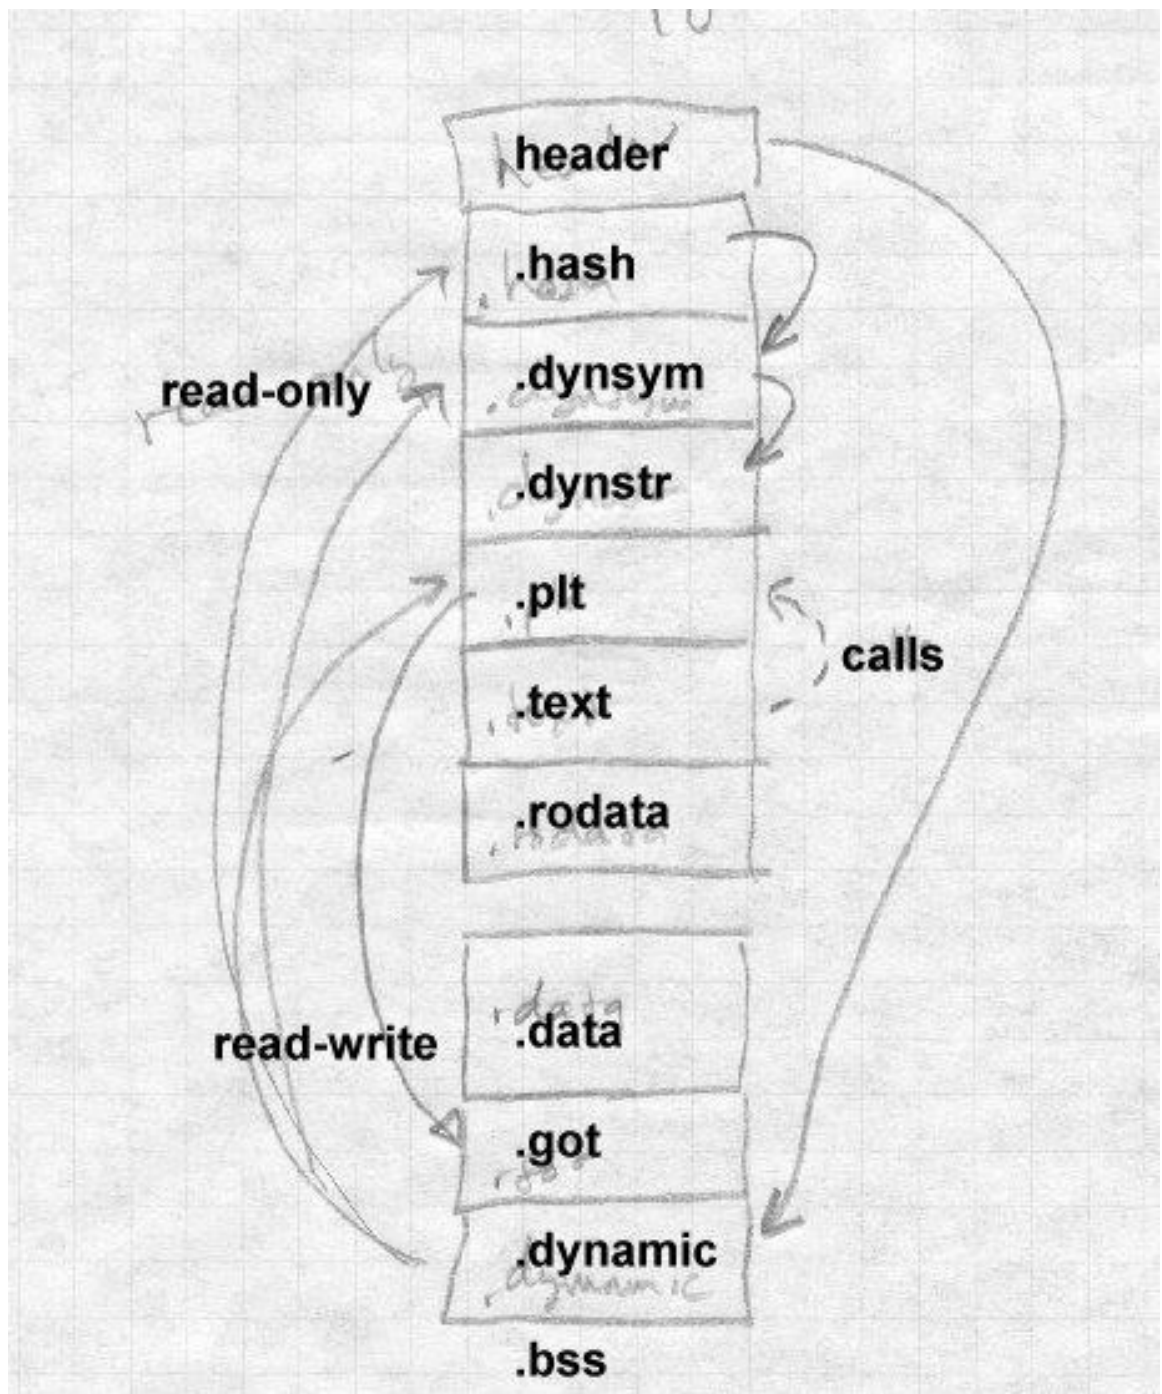 header
.hash
.dynsym
read-only
.dynstr
.plt
calls
.text
.rodata
.data
read-write
.got
.dynamic
.bss